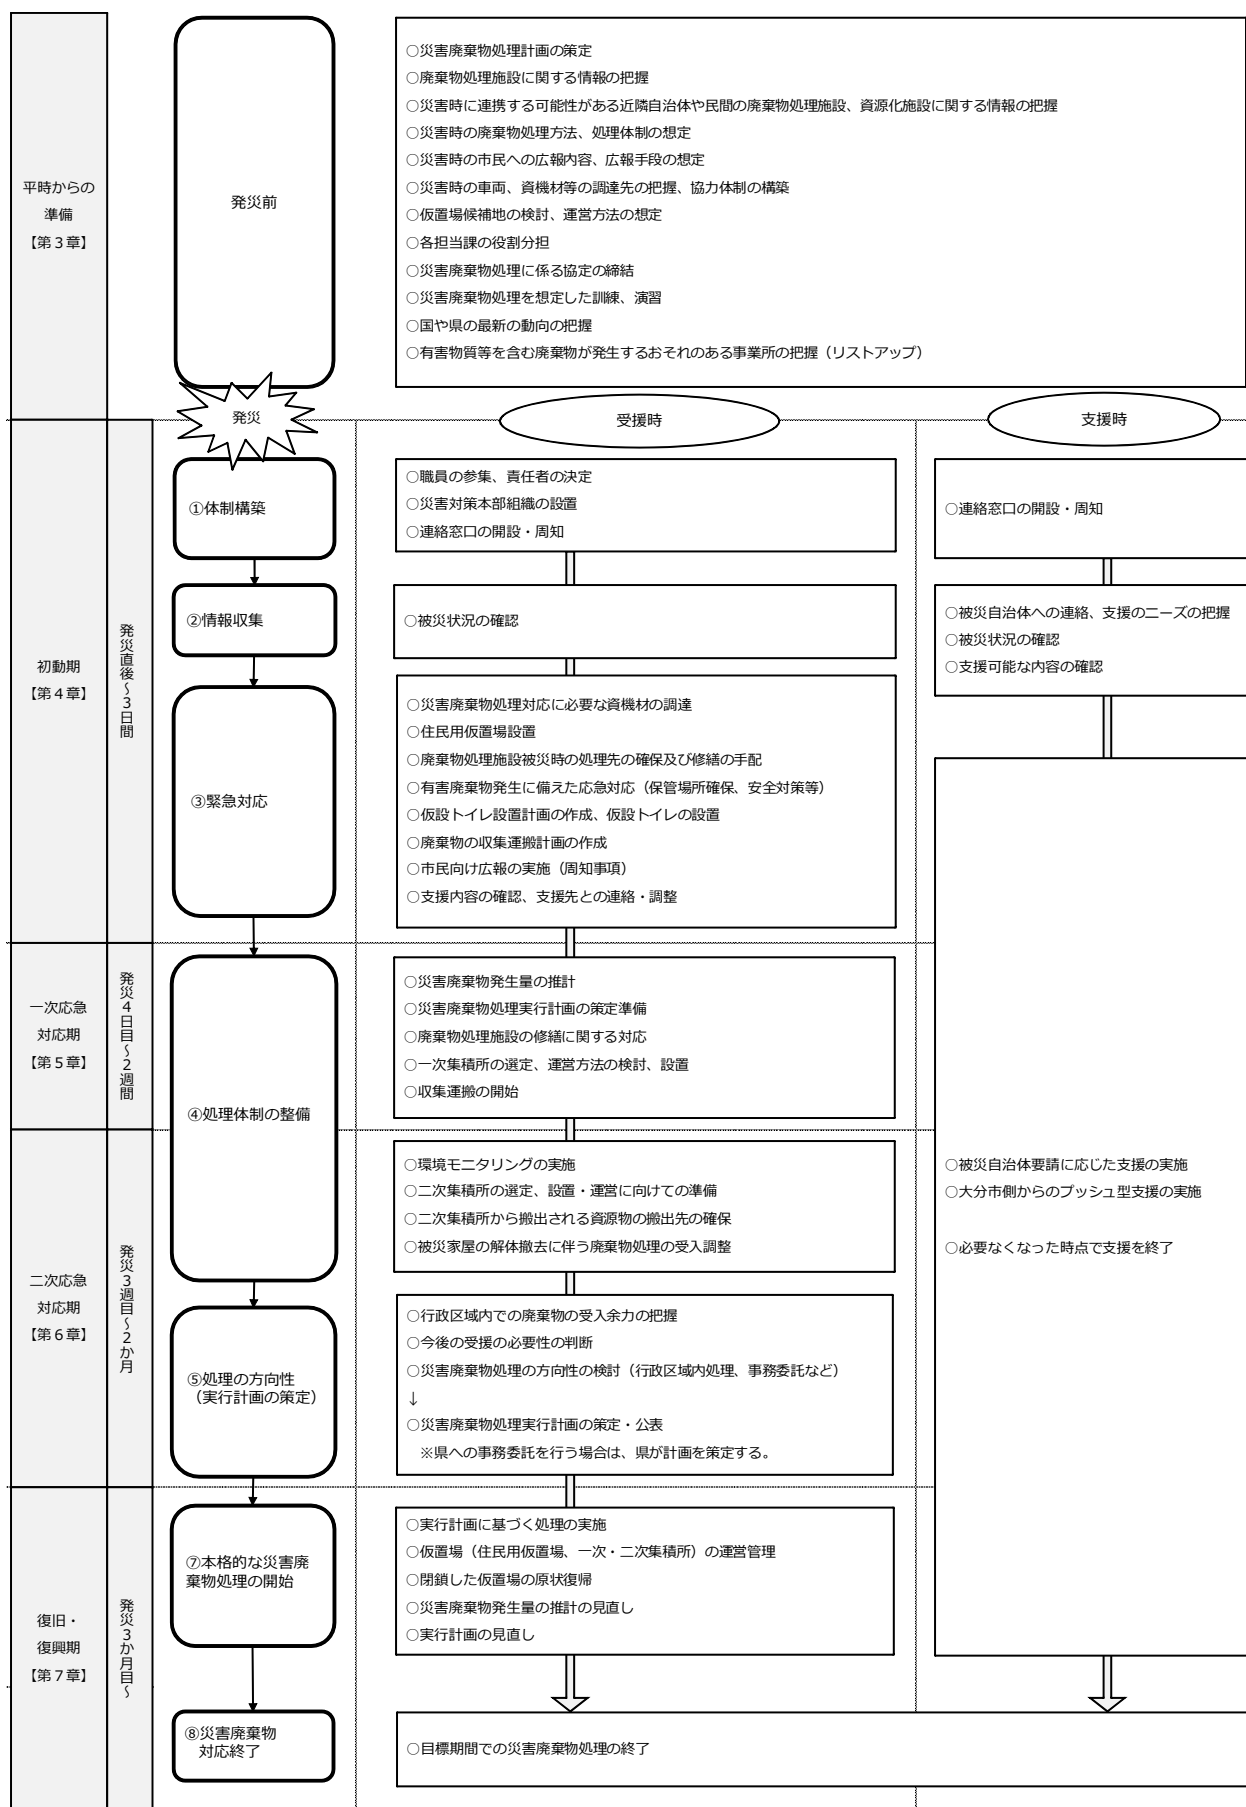 平時からの
準備
【第３章】
発災前
○災害廃棄物処理計画の策定
○廃棄物処理施設に関する情報の把握
○災害時に連携する可能性がある近隣自治体や民間の廃棄物処理施設、資源化施設に関する情報の把握
○災害時の廃棄物処理方法、処理体制の想定
○災害時の市民への広報内容、広報手段の想定
○災害時の車両、資機材等の調達先の把握、協力体制の構築
○仮置場候補地の検討、運営方法の想定
○各担当課の役割分担
○災害廃棄物処理に係る協定の締結
○災害廃棄物処理を想定した訓練、演習
○国や県の最新の動向の把握
○有害物質等を含む廃棄物が発生するおそれのある事業所の把握（リストアップ）
発災
受援時
支援時
初動期
【第４章】
発災直後～3日間
①体制構築
○職員の参集、責任者の決定
○災害対策本部組織の設置
○連絡窓口の開設・周知
○連絡窓口の開設・周知
②情報収集
○被災状況の確認
○被災自治体への連絡、支援のニーズの把握
○被災状況の確認
○支援可能な内容の確認
③緊急対応
○災害廃棄物処理対応に必要な資機材の調達
○住民用仮置場設置
○廃棄物処理施設被災時の処理先の確保及び修繕の手配
○有害廃棄物発生に備えた応急対応（保管場所確保、安全対策等）
○仮設トイレ設置計画の作成、仮設トイレの設置
○廃棄物の収集運搬計画の作成
○市民向け広報の実施（周知事項）
○支援内容の確認、支援先との連絡・調整
一次応急
対応期
【第５章】
発災4日目～2週間
④処理体制の整備
○災害廃棄物発生量の推計
○災害廃棄物処理実行計画の策定準備
○廃棄物処理施設の修繕に関する対応
○一次集積所の選定、運営方法の検討、設置
○収集運搬の開始
二次応急
対応期
【第６章】
発災3週目～2か月
○環境モニタリングの実施
○二次集積所の選定、設置・運営に向けての準備
○二次集積所から搬出される資源物の搬出先の確保
○被災家屋の解体撤去に伴う廃棄物処理の受入調整
○被災自治体要請に応じた支援の実施
○大分市側からのプッシュ型支援の実施
○必要なくなった時点で支援を終了
⑤処理の方向性
（実行計画の策定）
○行政区域内での廃棄物の受入余力の把握
○今後の受援の必要性の判断
○災害廃棄物処理の方向性の検討（行政区域内処理、事務委託など）
↓
○災害廃棄物処理実行計画の策定・公表
※県への事務委託を行う場合は、県が計画を策定する。
復旧・
復興期
【第７章】
発災3か月目～
⑦本格的な災害廃
棄物処理の開始
○実行計画に基づく処理の実施
○仮置場（住民用仮置場、一次・二次集積所）の運営管理
○閉鎖した仮置場の原状復帰
○災害廃棄物発生量の推計の見直し
○実行計画の見直し
⑧災害廃棄物
対応終了
○目標期間での災害廃棄物処理の終了